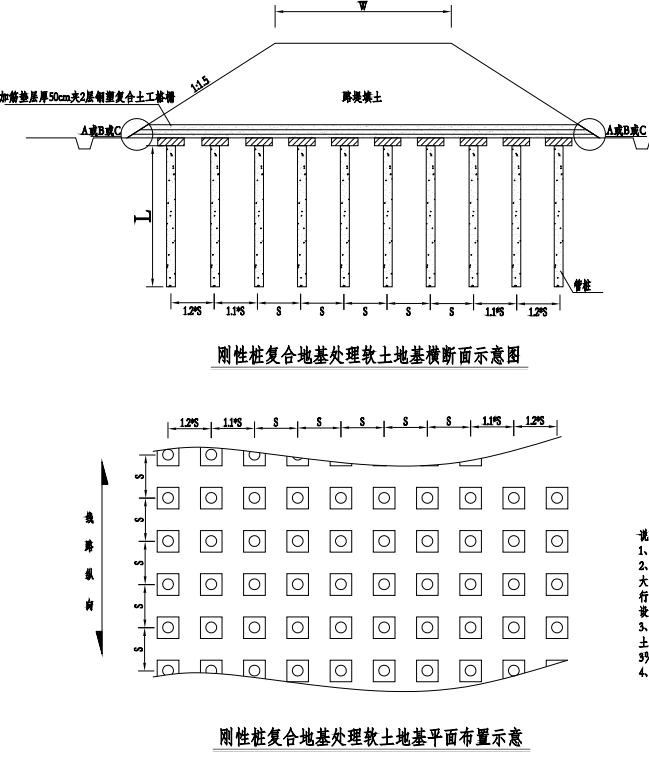 W
1:1.5
加筋垫层厚50cm夹2层钢塑复合土工格栅
路堤填土
A或B或C
A或B或C
L
管桩
1.2*S 1.1*S S S S S S 1.1*S 1.2*S
刚性桩复合地基处理软土地基横断面示意图
1.2*S 1.1*S S S S S S 1.1*S 1.2*S
S
S
S
S
S
线路纵向
说
1、
2、
大
行
设
3、
土
4、
刚性桩复合地基处理软土地基平面布置示意